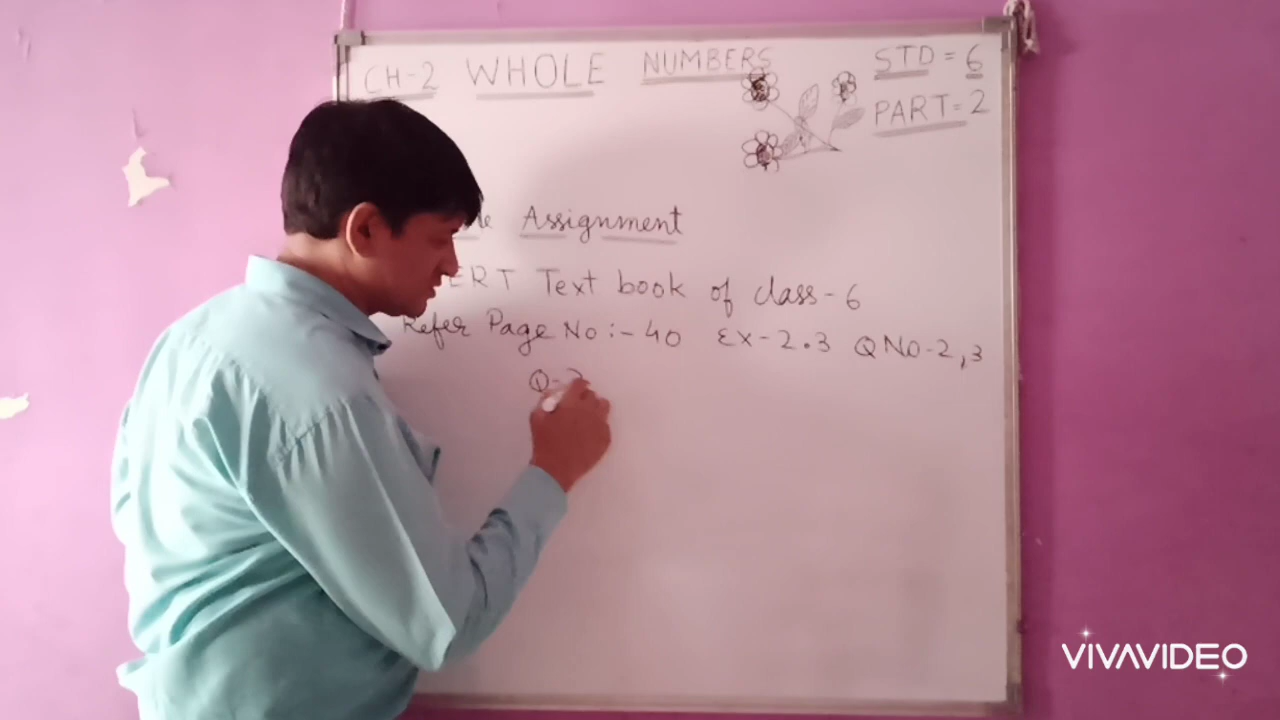 CH-2 WHOLE NUMBERS STD = 6
PART = 2
Assignment
Text book of class - 6
Refer Page No :- 40 Ex - 2.3 Q No - 2,3
VIVAVIDEO